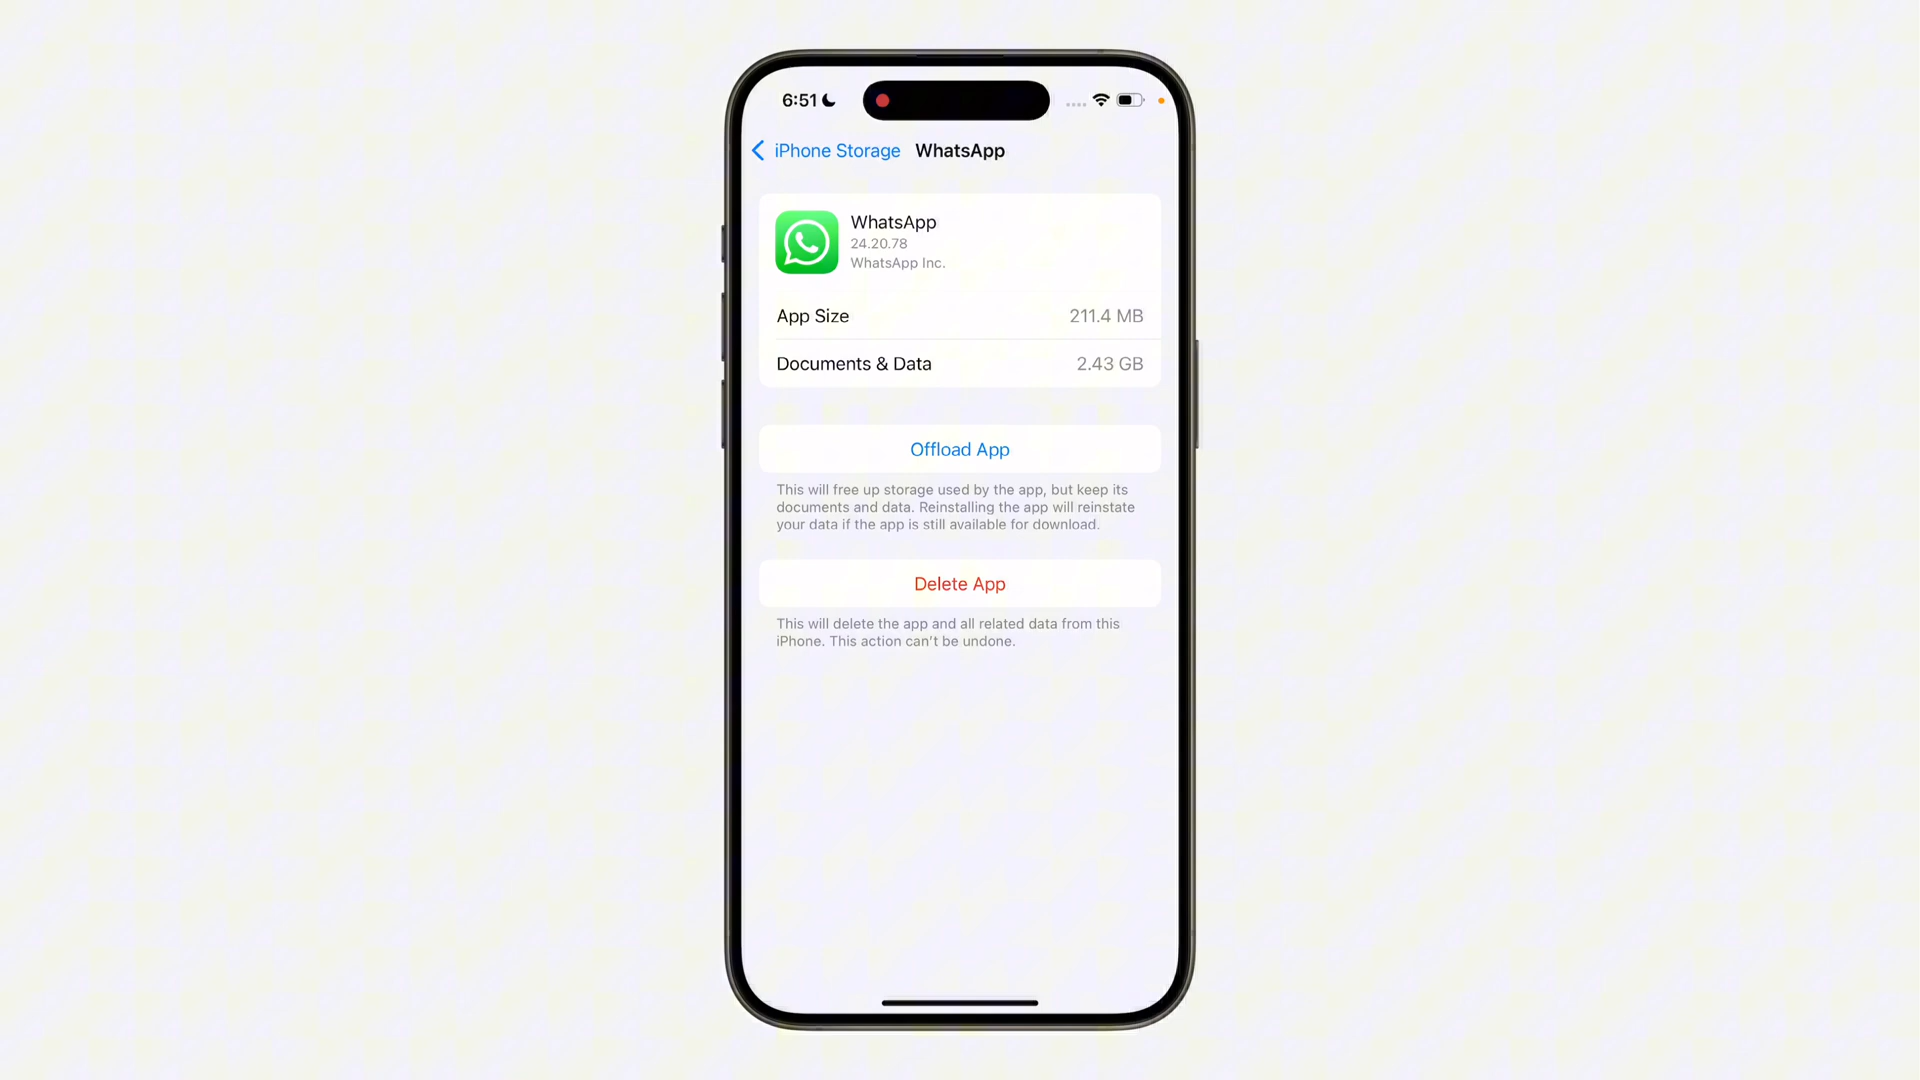 6:51
iPhone Storage WhatsApp
WhatsApp
24.20.78
WhatsApp Inc.
App Size 211.4 MB
Documents & Data 2.43 GB
Offload App
This will free up storage used by the app, but keep its
documents and data. Reinstalling the app will reinstate
your data if the app is still available for download.
Delete App
This will delete the app and all related data from this
iPhone. This action can't be undone.